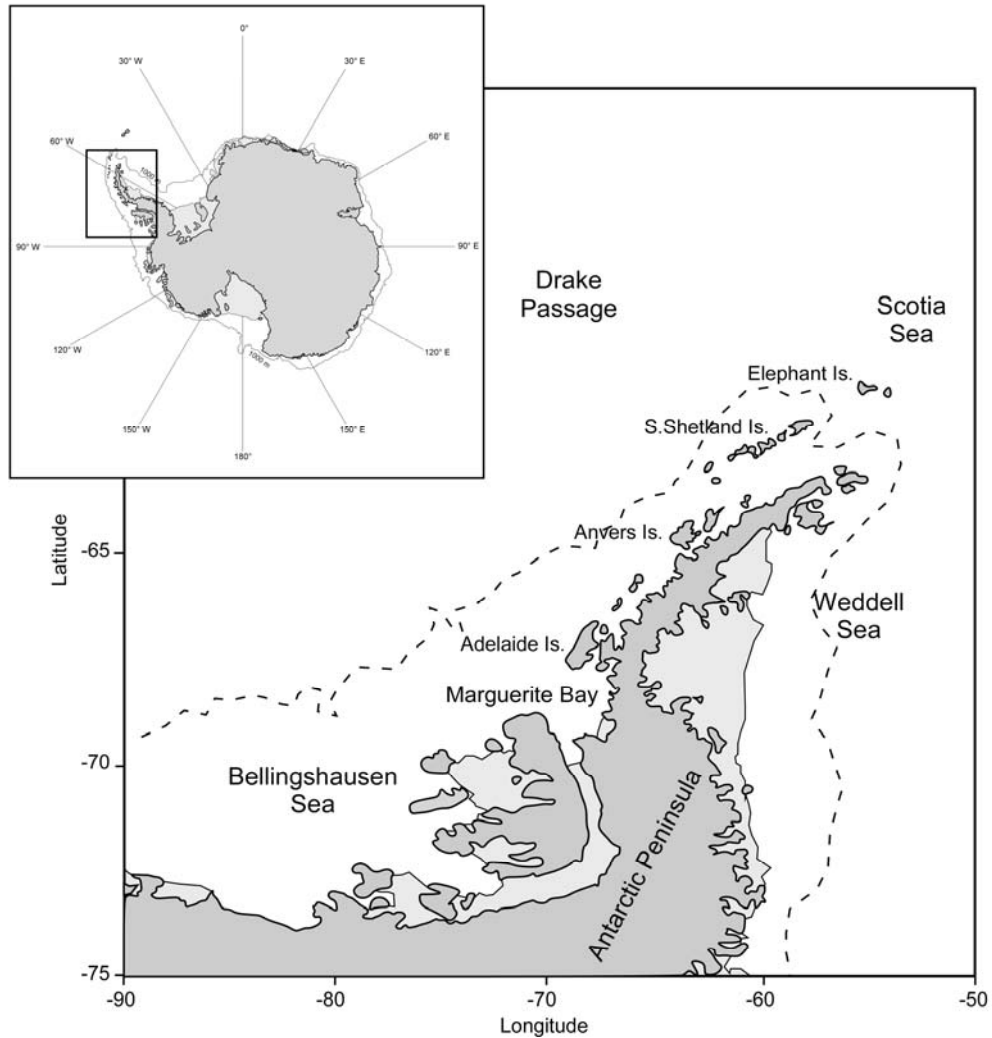 0°
30° W
30° E
60° W
60° E
1000 m
90° W
90° E
120° W
120° E
1000 m
150° W
150° E
180°
Drake
Passage
Scotia
Sea
Elephant Is.
S.Shetland Is.
Anvers Is.
-65
Latitude
Weddell
Sea
Adelaide Is.
Marguerite Bay
-70
Bellingshausen
Sea
Antarctic Peninsula
-75
-90
-80
-70
-60
-50
Longitude